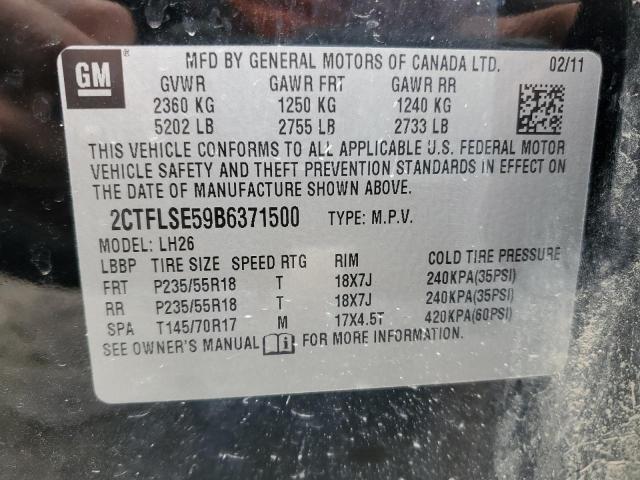 GM
MFD BY GENERAL MOTORS OF CANADA LTD. 02/11
GVWR GAWR FRT GAWR RR
2360 KG 1250 KG 1240 KG
5202 LB 2755 LB 2733 LB
THIS VEHICLE CONFORMS TO ALL APPLICABLE U.S. FEDERAL MOTOR
VEHICLE SAFETY AND THEFT PREVENTION STANDARDS IN EFFECT ON
THE DATE OF MANUFACTURE SHOWN ABOVE.
2CTFLSE59B6371500 TYPE: M.P.V.
MODEL: LH26
LBBP TIRE SIZE SPEED RTG RIM COLD TIRE PRESSURE
FRT P235/55R18 T 18X7J 240KPA(35PSI)
RR P235/55R18 T 18X7J 240KPA(35PSI)
SPA T145/70R17 M 17X4.5T 420KPA(60PSI)
SEE OWNER'S MANUAL i FOR MORE INFORMATION.